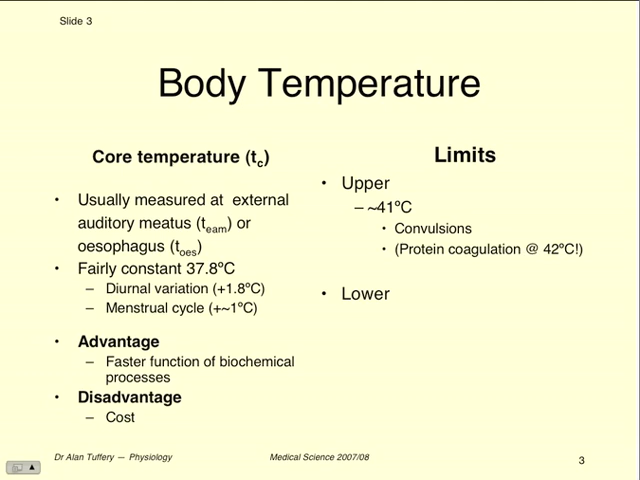 Slide 3
Body Temperature
Core temperature (tc)
• Usually measured at external
auditory meatus (team) or
oesophagus (toes)
• Fairly constant 37.8ºC
– Diurnal variation (+1.8ºC)
– Menstrual cycle (+~1ºC)
• Advantage
– Faster function of biochemical
processes
• Disadvantage
– Cost
Limits
• Upper
– ~41ºC
• Convulsions
• (Protein coagulation @ 42ºC!)
• Lower
Dr Alan Tuffery — Physiology
Medical Science 2007/08
3